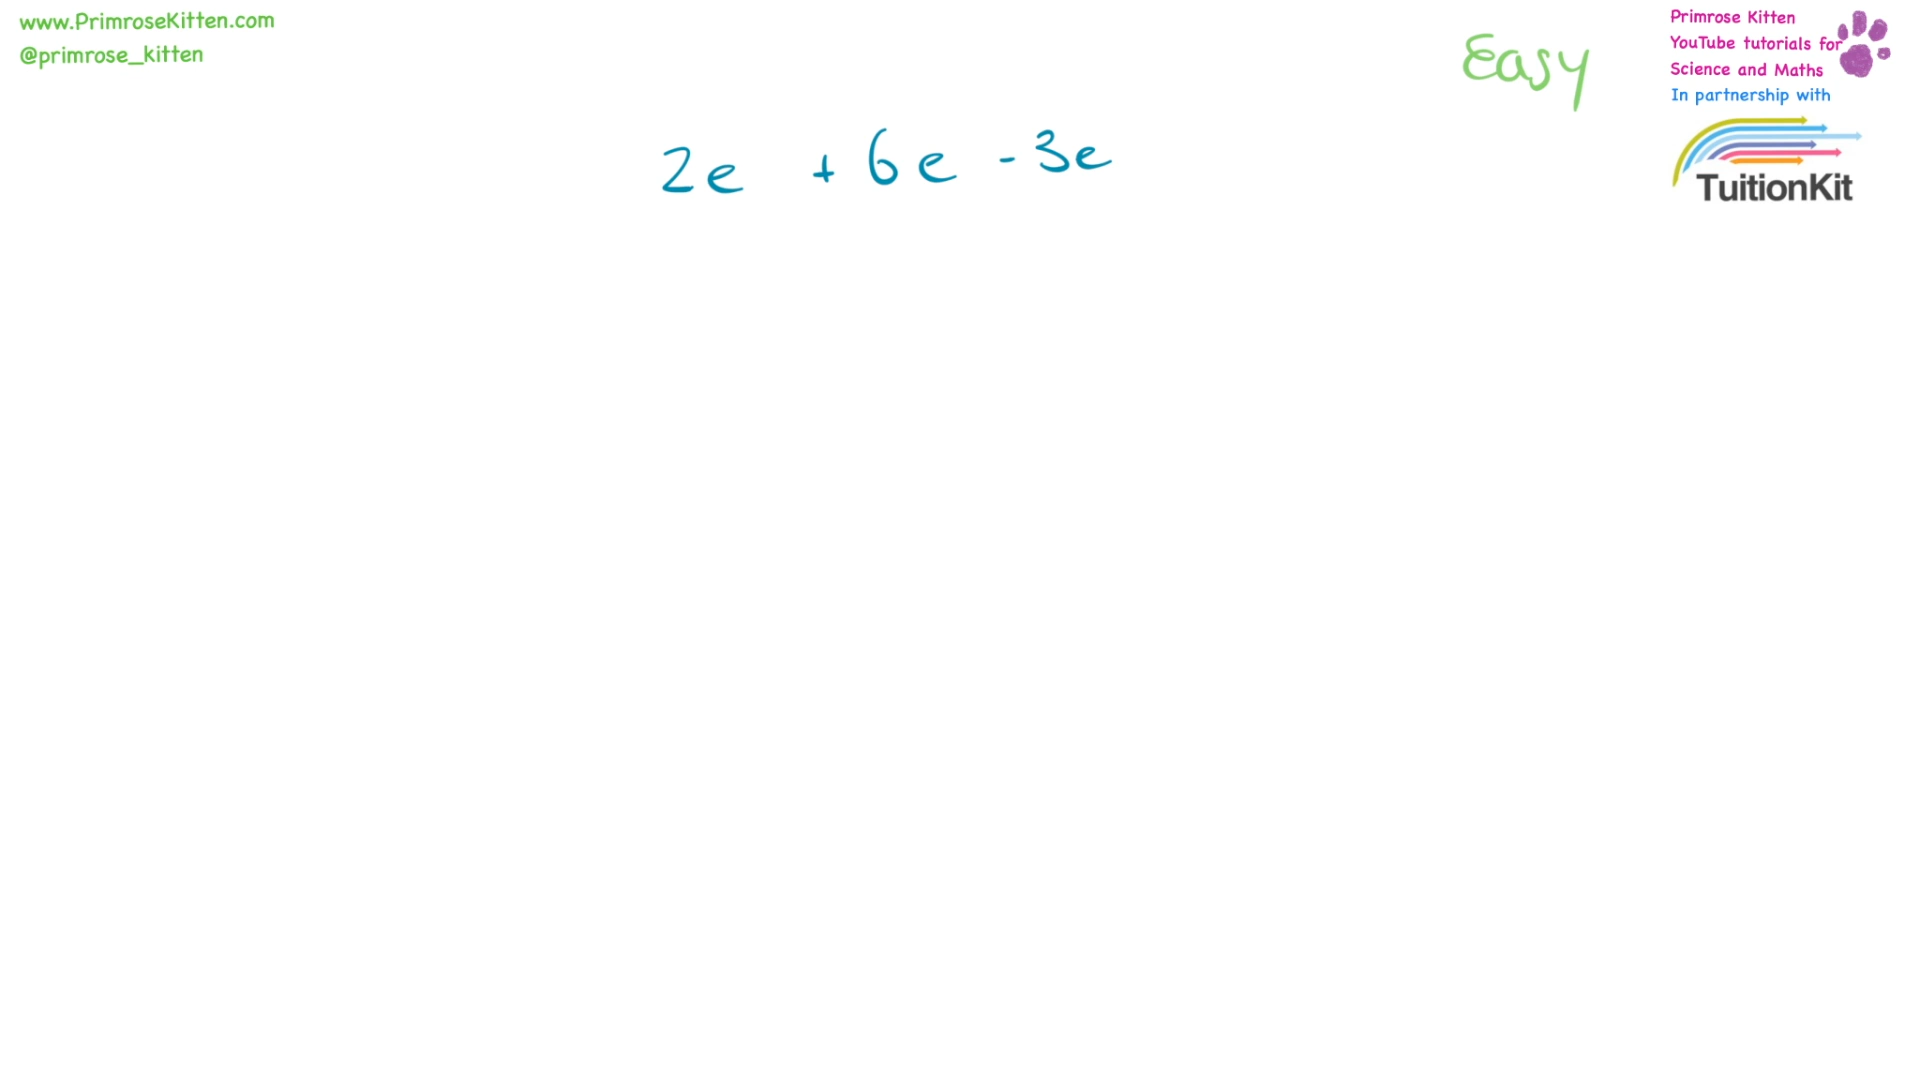 www.PrimroseKitten.com
@primrose_kitten
Easy
Primrose Kitten
YouTube tutorials for
Science and Maths
In partnership with
TuitionKit
2e + 6e - 3e